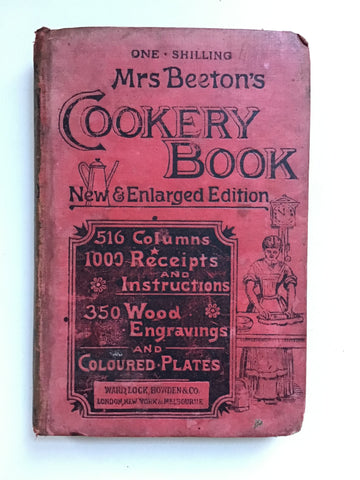 ONE · SHILLING
Mrs Beeton's
COOKERY
BOOK
New & Enlarged Edition
516 Columns
1000 Receipts
AND
Instructions
350 Wood
Engravings
AND
COLOURED · PLATES
WARD, LOCK, BOWDEN & CO.
LONDON, NEW YORK & MELBOURNE